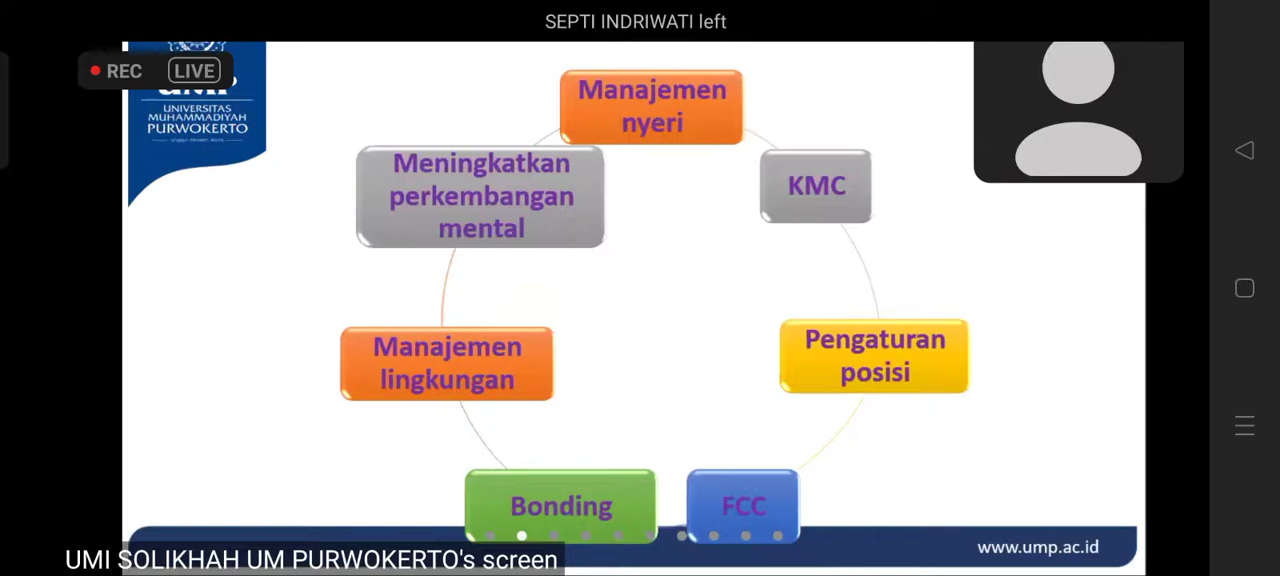 SEPTI INDRIWATI left
REC
LIVE
UNIVERSITAS
MUHAMMADIYAH
PURWOKERTO
Manajemen
nyeri
Meningkatkan
perkembangan
mental
KMC
Manajemen
lingkungan
Pengaturan
posisi
Bonding
FCC
www.ump.ac.id
UMI SOLIKHAH UM PURWOKERTO's screen